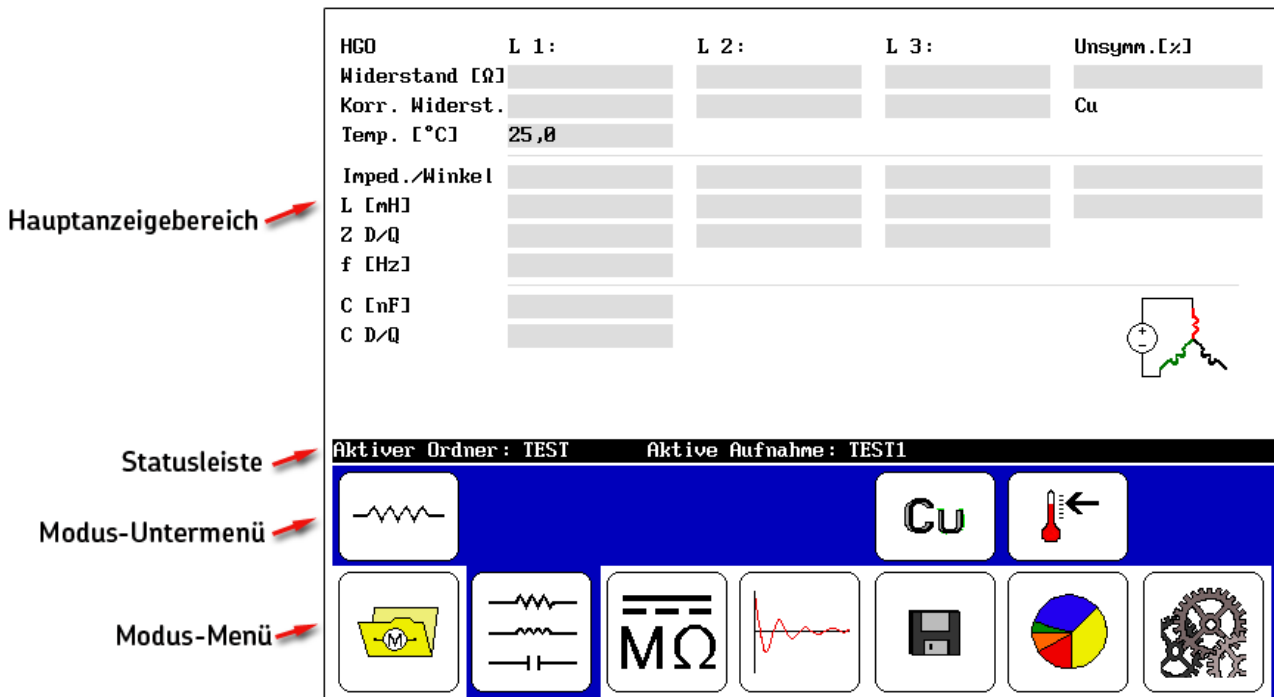 HGO L 1: L 2: L 3: Unsymm.[%]
Widerstand [Ω]
Korr. Widerst. Cu
Temp. [°C] 25,0
Imped./Winkel
L [mH]
Z D/Q
f [Hz]
C [nF]
C D/Q
Hauptanzeigebereich
Statusleiste
Aktiver Ordner: TEST Aktive Aufnahme: TEST1
Modus-Untermenü
Cu
Modus-Menü
M
MΩ